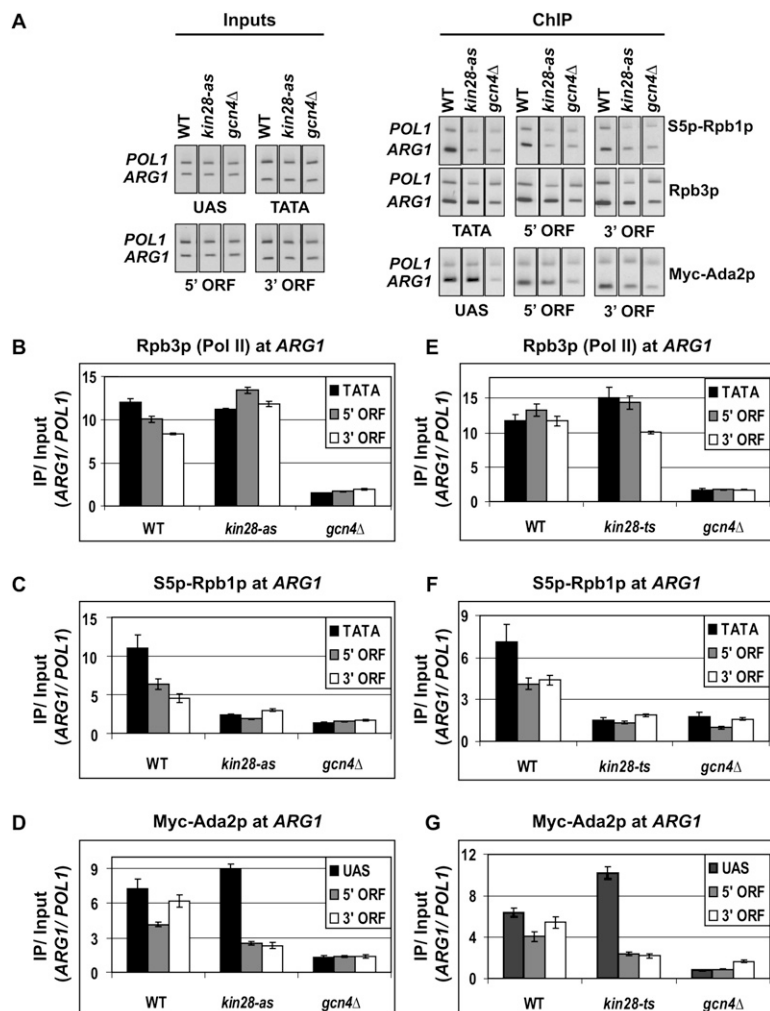 A
Inputs
ChIP
WT
kin28-as
gcn4Δ
WT
kin28-as
gcn4Δ
WT
kin28-as
gcn4Δ
WT
kin28-as
gcn4Δ
WT
kin28-as
gcn4Δ
POL1
ARG1
UAS
TATA
POL1
ARG1
5' ORF
3' ORF
POL1
ARG1
S5p-Rpb1p
POL1
ARG1
Rpb3p
TATA
5' ORF
3' ORF
POL1
ARG1
Myc-Ada2p
UAS
5' ORF
3' ORF
B
Rpb3p (Pol II) at ARG1
IP/ Input
(ARG1/ POL1)
15
10
5
0
TATA
5' ORF
3' ORF
WT
kin28-as
gcn4Δ
E
Rpb3p (Pol II) at ARG1
IP/ Input
(ARG1/ POL1)
15
10
5
0
TATA
5' ORF
3' ORF
WT
kin28-ts
gcn4Δ
C
S5p-Rpb1p at ARG1
IP/ Input
(ARG1/ POL1)
15
10
5
0
TATA
5' ORF
3' ORF
WT
kin28-as
gcn4Δ
F
S5p-Rpb1p at ARG1
IP/ Input
(ARG1/ POL1)
9
6
3
0
TATA
5' ORF
3' ORF
WT
kin28-ts
gcn4Δ
D
Myc-Ada2p at ARG1
IP/ Input
(ARG1/ POL1)
9
6
3
0
UAS
5' ORF
3' ORF
WT
kin28-as
gcn4Δ
G
Myc-Ada2p at ARG1
IP/ Input
(ARG1/ POL1)
12
8
4
0
UAS
5' ORF
3' ORF
WT
kin28-ts
gcn4Δ